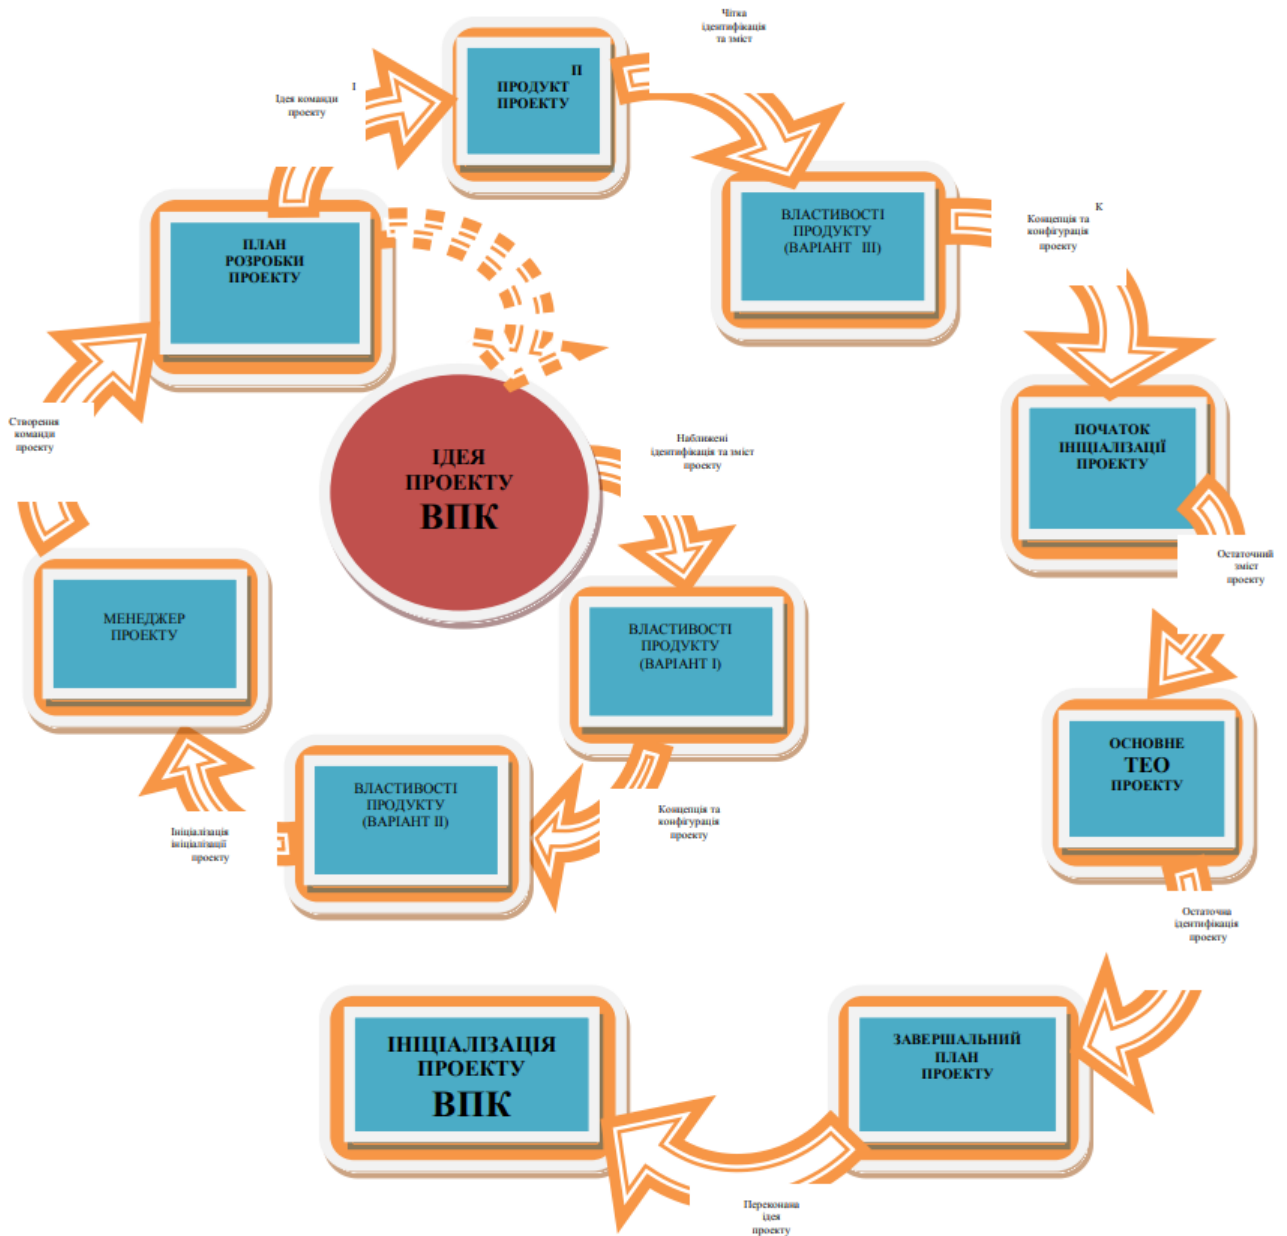 Чітка
ідентифікація
та зміст
П
ПРОДУКТ
ПРОЕКТУ
І
Ідея команди
проекту
ВЛАСТИВОСТІ
ПРОДУКТУ
(ВАРІАНТ ІІІ)
К
Концепція та
конфігурація
проекту
ПЛАН
РОЗРОБКИ
ПРОЕКТУ
Створення
команди
проекту
ІДЕЯ
ПРОЕКТУ
ВПК
Наближені
ідентифікація та зміст
проекту
ПОЧАТОК
ІНІЦІАЛІЗАЦІЇ
ПРОЕКТУ
Остаточний
зміст
проекту
МЕНЕДЖЕР
ПРОЕКТУ
ВЛАСТИВОСТІ
ПРОДУКТУ
(ВАРІАНТ І)
ОСНОВНЕ
ТЕО
ПРОЕКТУ
ВЛАСТИВОСТІ
ПРОДУКТУ
(ВАРІАНТ ІІ)
Концепція та
конфігурація
проекту
Ініціалізація
ініціалізації
проекту
Остаточна
ідентифікація
проекту
ІНІЦІАЛІЗАЦІЯ
ПРОЕКТУ
ВПК
ЗАВЕРШАЛЬНИЙ
ПЛАН
ПРОЕКТУ
Переконана
ідея
проекту